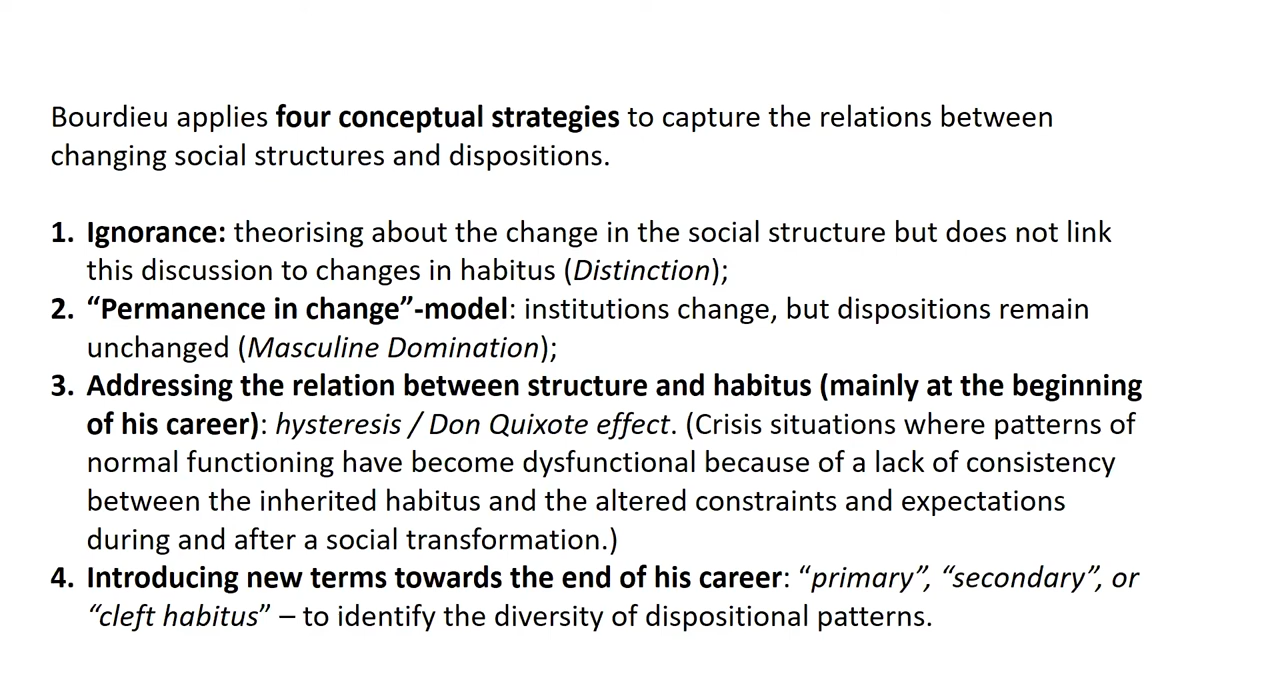 Bourdieu applies four conceptual strategies to capture the relations between
changing social structures and dispositions.
1. Ignorance: theorising about the change in the social structure but does not link
this discussion to changes in habitus (Distinction);
2. “Permanence in change”-model: institutions change, but dispositions remain
unchanged (Masculine Domination);
3. Addressing the relation between structure and habitus (mainly at the beginning
of his career): hysteresis / Don Quixote effect. (Crisis situations where patterns of
normal functioning have become dysfunctional because of a lack of consistency
between the inherited habitus and the altered constraints and expectations
during and after a social transformation.)
4. Introducing new terms towards the end of his career: “primary”, “secondary”, or
“cleft habitus” – to identify the diversity of dispositional patterns.